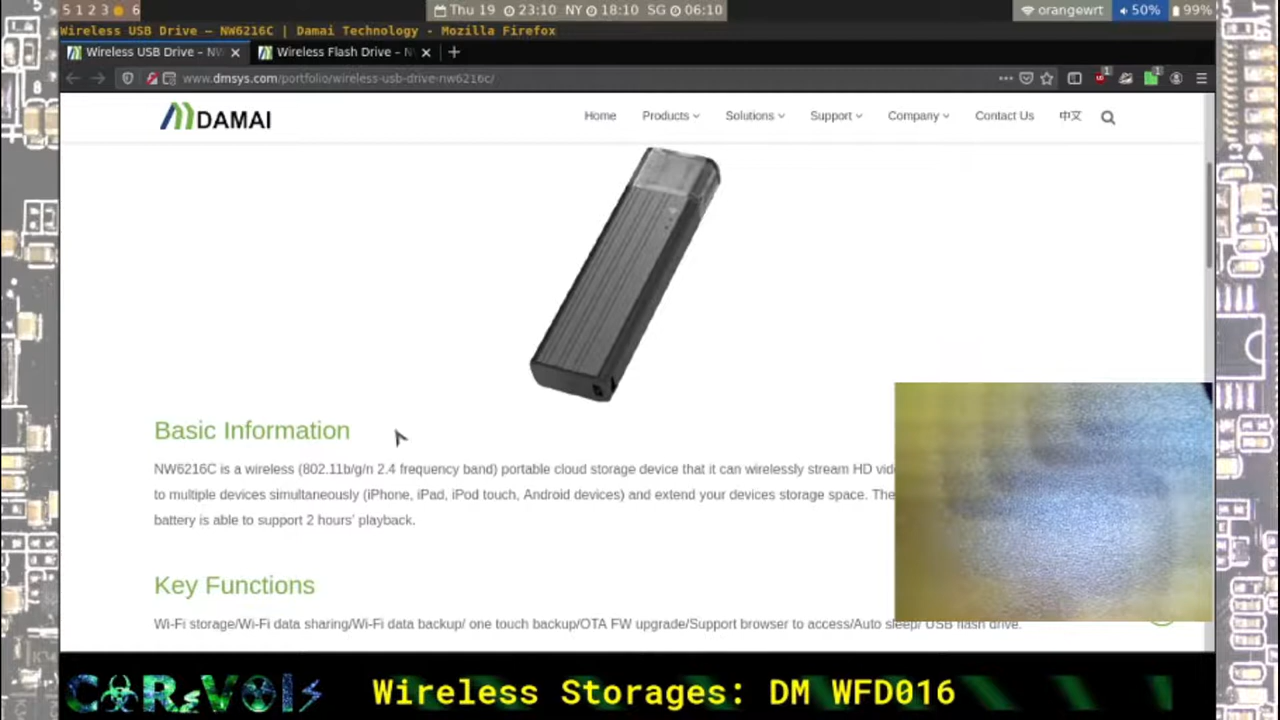 5 1 2 3 6
Thu 19 23:10 NY 18:10 SG 06:10
orangewrt 50% 99%
Wireless USB Drive – NW6216C | Damai Technology - Mozilla Firefox
Wireless USB Drive – NW
Wireless Flash Drive – N
www.dmsys.com/portfolio/wireless-usb-drive-nw6216c/
DAMAI
Home Products Solutions Support Company Contact Us 中文
Basic Information
NW6216C is a wireless (802.11b/g/n 2.4 frequency band) portable cloud storage device that it can wirelessly stream HD vide
to multiple devices simultaneously (iPhone, iPad, iPod touch, Android devices) and extend your devices storage space. The
battery is able to support 2 hours' playback.
Key Functions
Wi-Fi storage/Wi-Fi data sharing/Wi-Fi data backup/ one touch backup/OTA FW upgrade/Support browser to access/Auto sleep/ USB flash drive.
Wireless Storages: DM WFD016